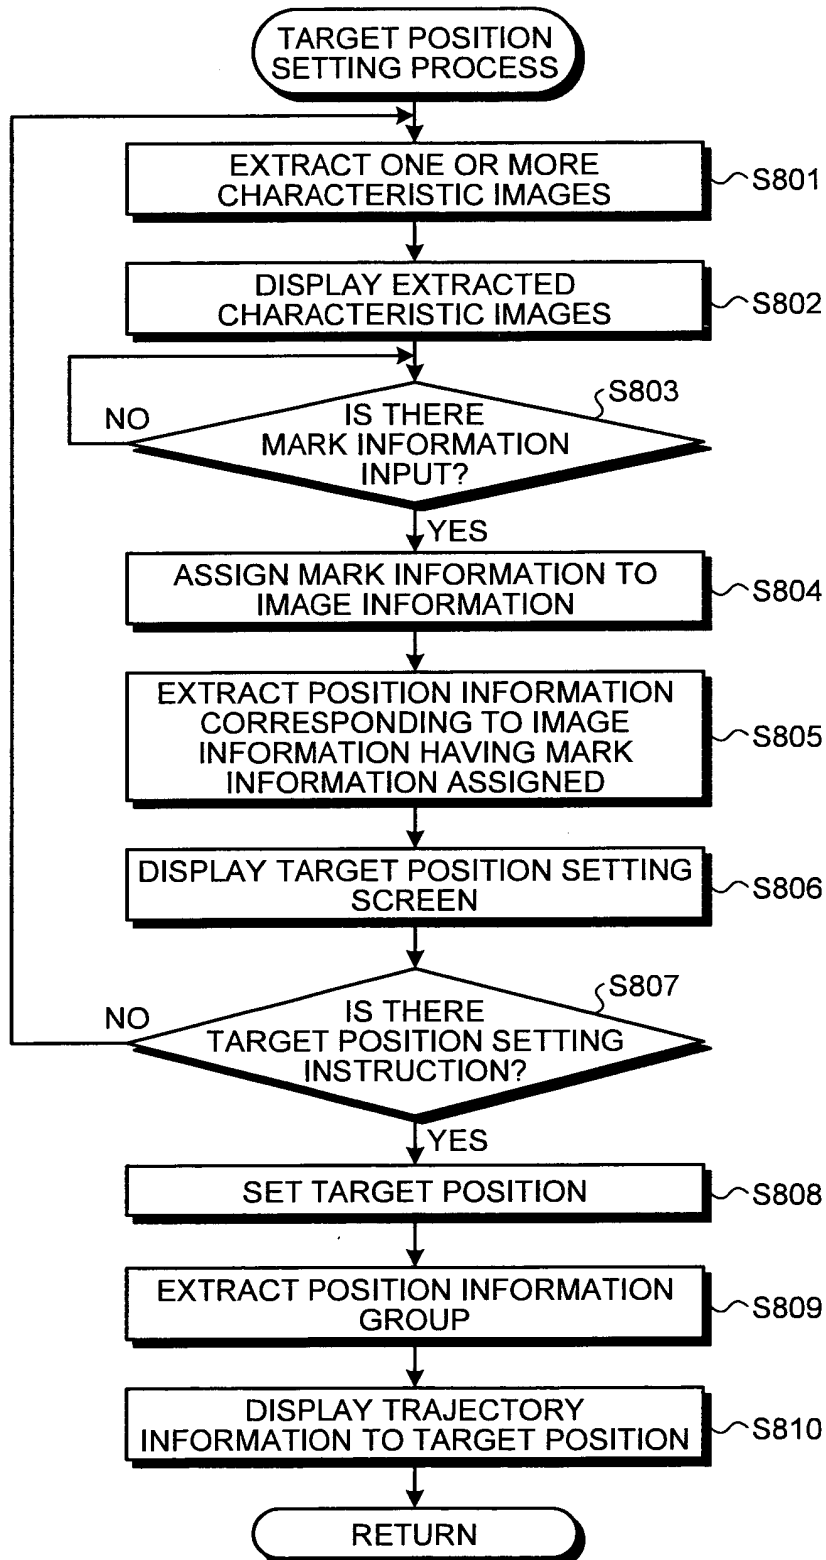 TARGET POSITION
SETTING PROCESS
EXTRACT ONE OR MORE
CHARACTERISTIC IMAGES
S801
DISPLAY EXTRACTED
CHARACTERISTIC IMAGES
S802
S803
NO
IS THERE
MARK INFORMATION
INPUT?
YES
ASSIGN MARK INFORMATION TO
IMAGE INFORMATION
S804
EXTRACT POSITION INFORMATION
CORRESPONDING TO IMAGE
INFORMATION HAVING MARK
INFORMATION ASSIGNED
S805
DISPLAY TARGET POSITION SETTING
SCREEN
S806
S807
NO
IS THERE
TARGET POSITION SETTING
INSTRUCTION?
YES
SET TARGET POSITION
S808
EXTRACT POSITION INFORMATION
GROUP
S809
DISPLAY TRAJECTORY
INFORMATION TO TARGET POSITION
S810
RETURN